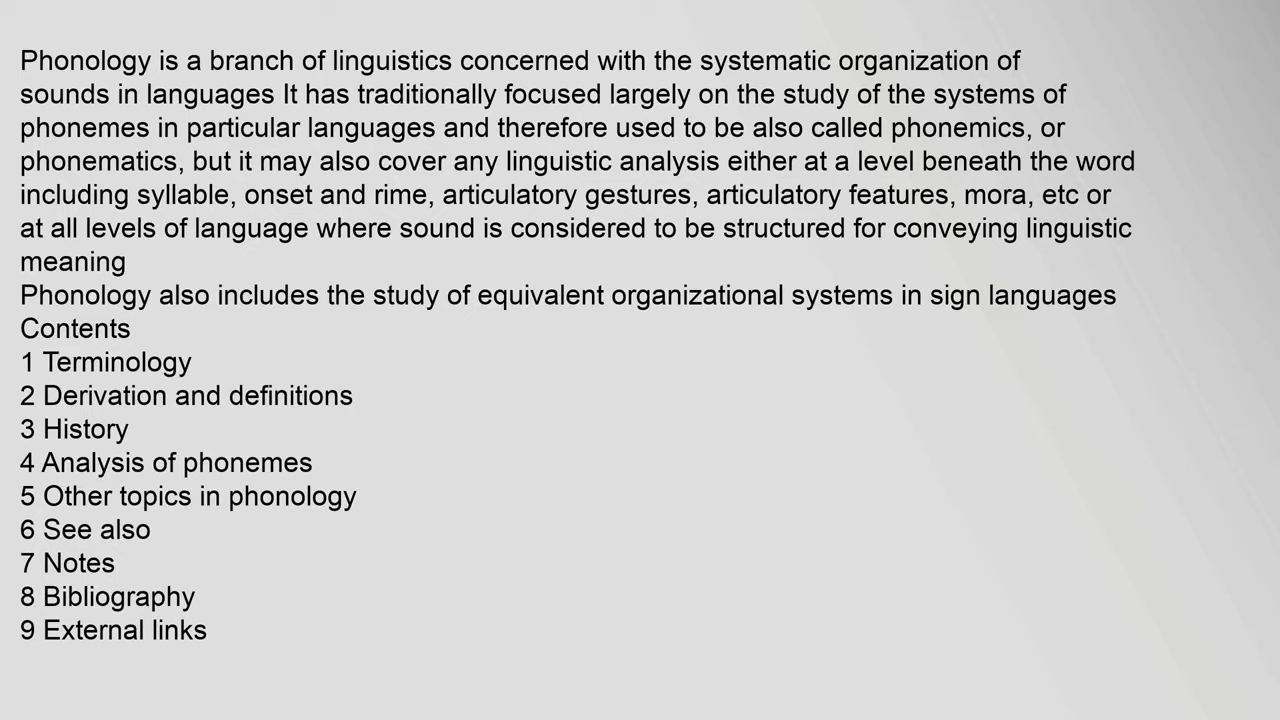 Phonology is a branch of linguistics concerned with the systematic organization of
sounds in languages It has traditionally focused largely on the study of the systems of
phonemes in particular languages and therefore used to be also called phonemics, or
phonematics, but it may also cover any linguistic analysis either at a level beneath the word
including syllable, onset and rime, articulatory gestures, articulatory features, mora, etc or
at all levels of language where sound is considered to be structured for conveying linguistic
meaning
Phonology also includes the study of equivalent organizational systems in sign languages
Contents
1 Terminology
2 Derivation and definitions
3 History
4 Analysis of phonemes
5 Other topics in phonology
6 See also
7 Notes
8 Bibliography
9 External links